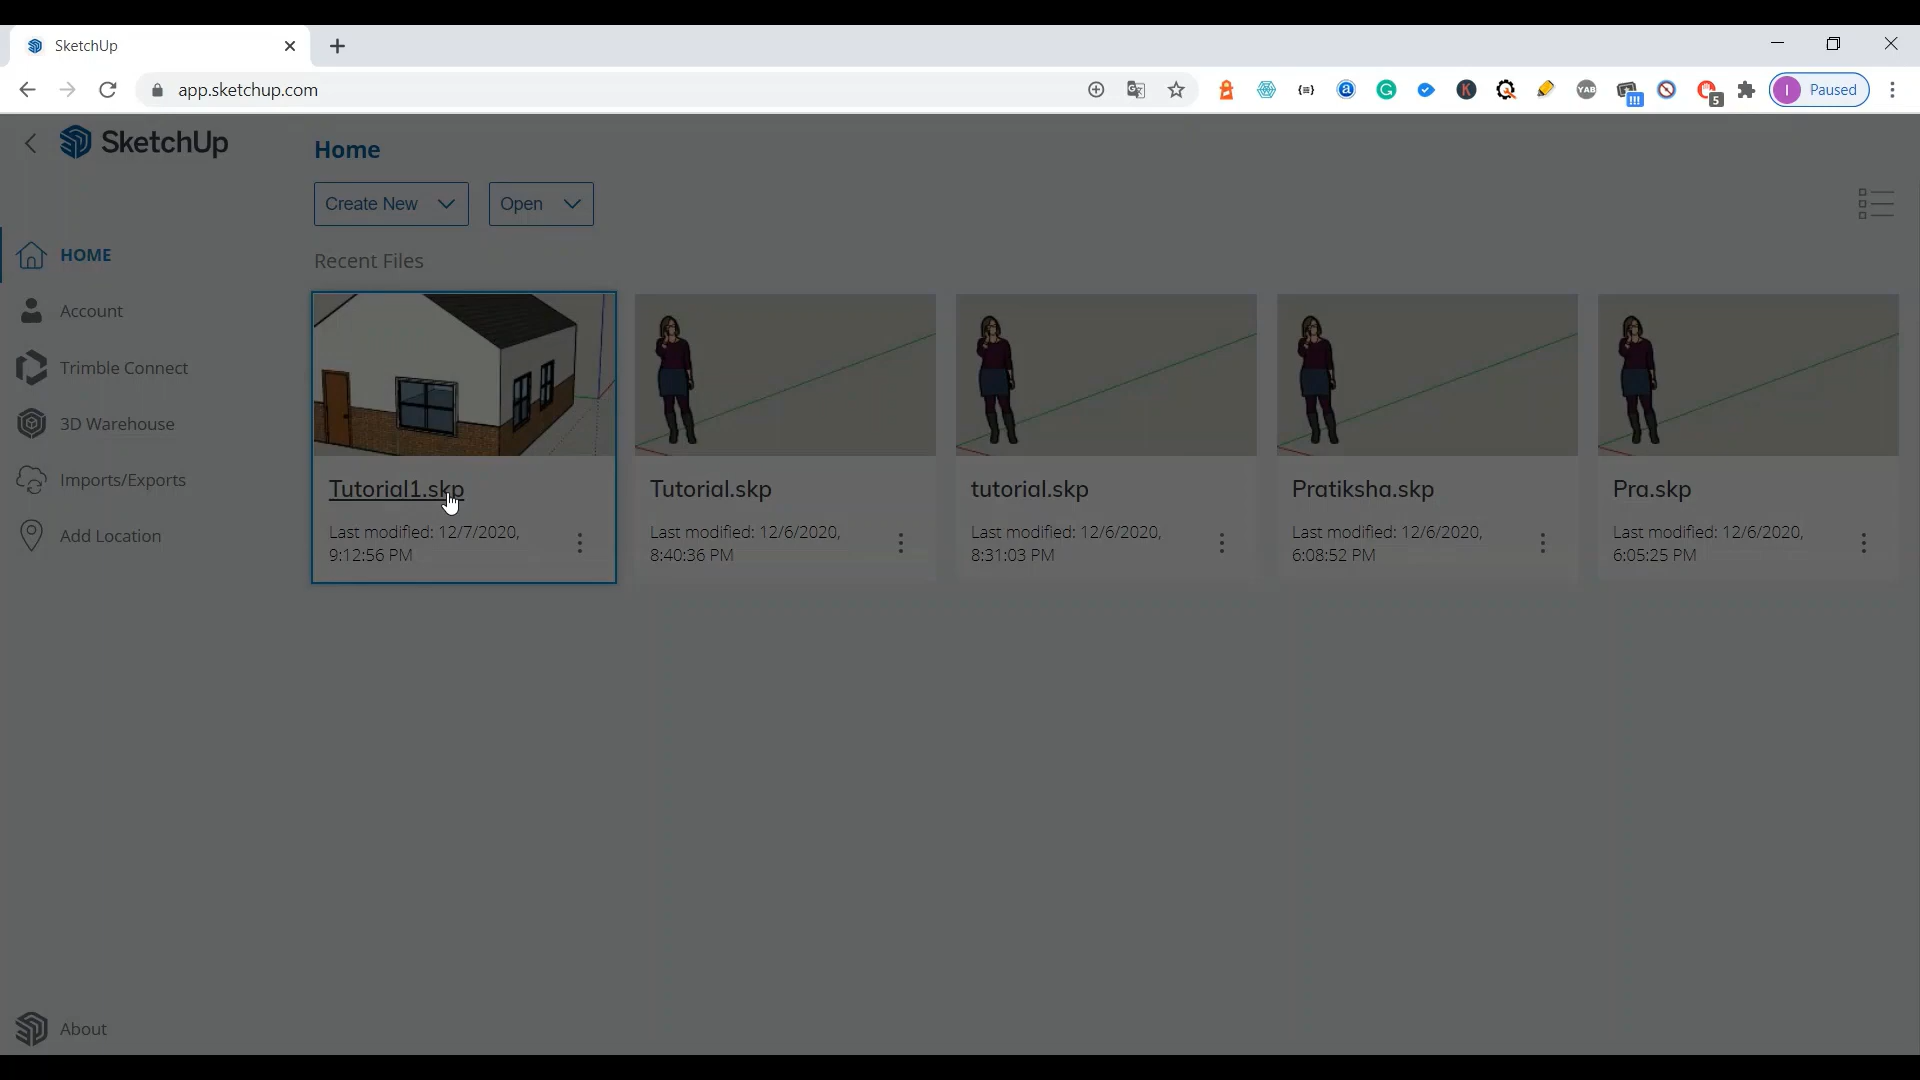 SketchUp
app.sketchup.com
a
G
K
YAB
!!!
5
I
Paused
SketchUp
Home
Create New
Open
HOME
Recent Files
Account
Trimble Connect
3D Warehouse
Imports/Exports
Add Location
Tutorial1.skp
Last modified: 12/7/2020,
9:12:56 PM
Tutorial.skp
Last modified: 12/6/2020,
8:40:36 PM
tutorial.skp
Last modified: 12/6/2020,
8:31:03 PM
Pratiksha.skp
Last modified: 12/6/2020,
6:08:52 PM
Pra.skp
Last modified: 12/6/2020,
6:05:25 PM
About